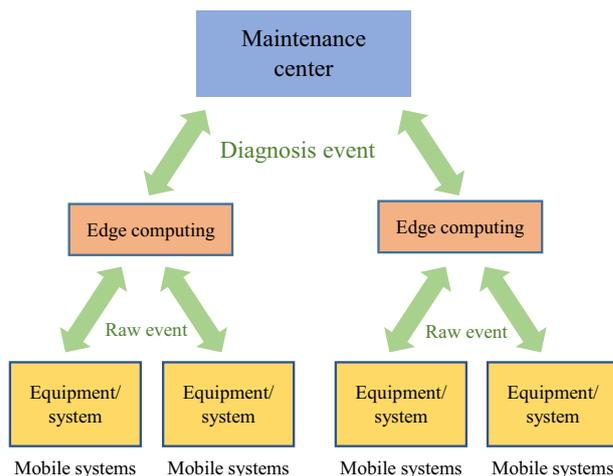 Maintenance
center
Diagnosis event
Edge computing
Edge computing
Raw event
Raw event
Equipment/
system
Equipment/
system
Equipment/
system
Equipment/
system
Mobile systems
Mobile systems
Mobile systems
Mobile systems